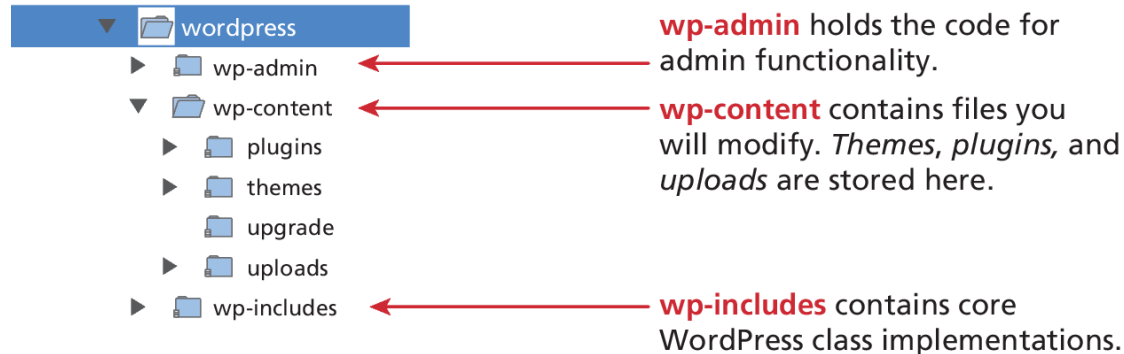 wordpress
wp-admin
wp-content
plugins
themes
upgrade
uploads
wp-includes
wp-admin holds the code for
admin functionality.
wp-content contains files you
will modify. Themes, plugins, and
uploads are stored here.
wp-includes contains core
WordPress class implementations.